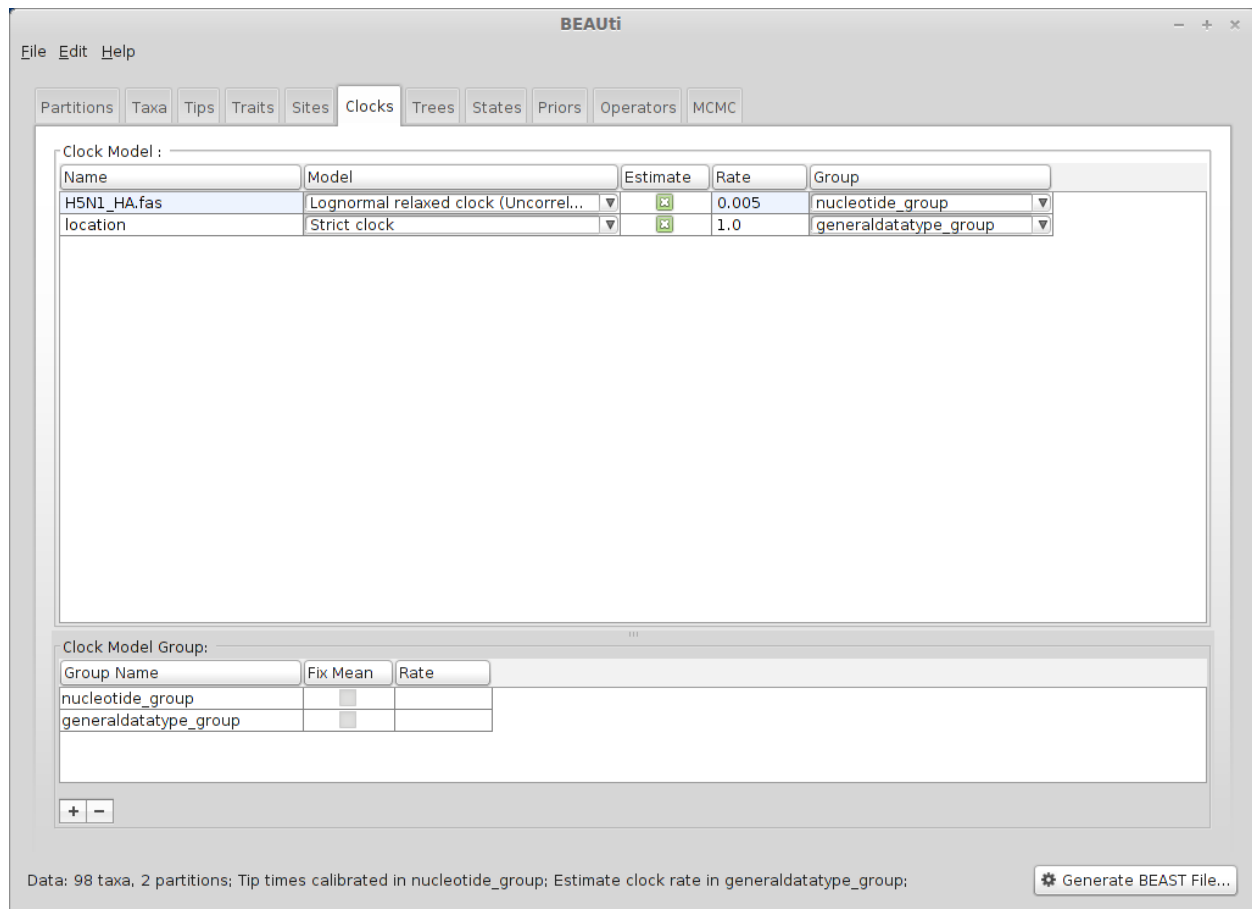 BEAUti
File Edit Help
Partitions Taxa Tips Traits Sites Clocks Trees States Priors Operators MCMC
Clock Model :
Name Model Estimate Rate Group
H5N1_HA.fas Lognormal relaxed clock (Uncorrel... 0.005 nucleotide_group
location Strict clock 1.0 generaldatatype_group
Clock Model Group:
Group Name Fix Mean Rate
nucleotide_group
generaldatatype_group
+ −
Data: 98 taxa, 2 partitions; Tip times calibrated in nucleotide_group; Estimate clock rate in generaldatatype_group; Generate BEAST File...